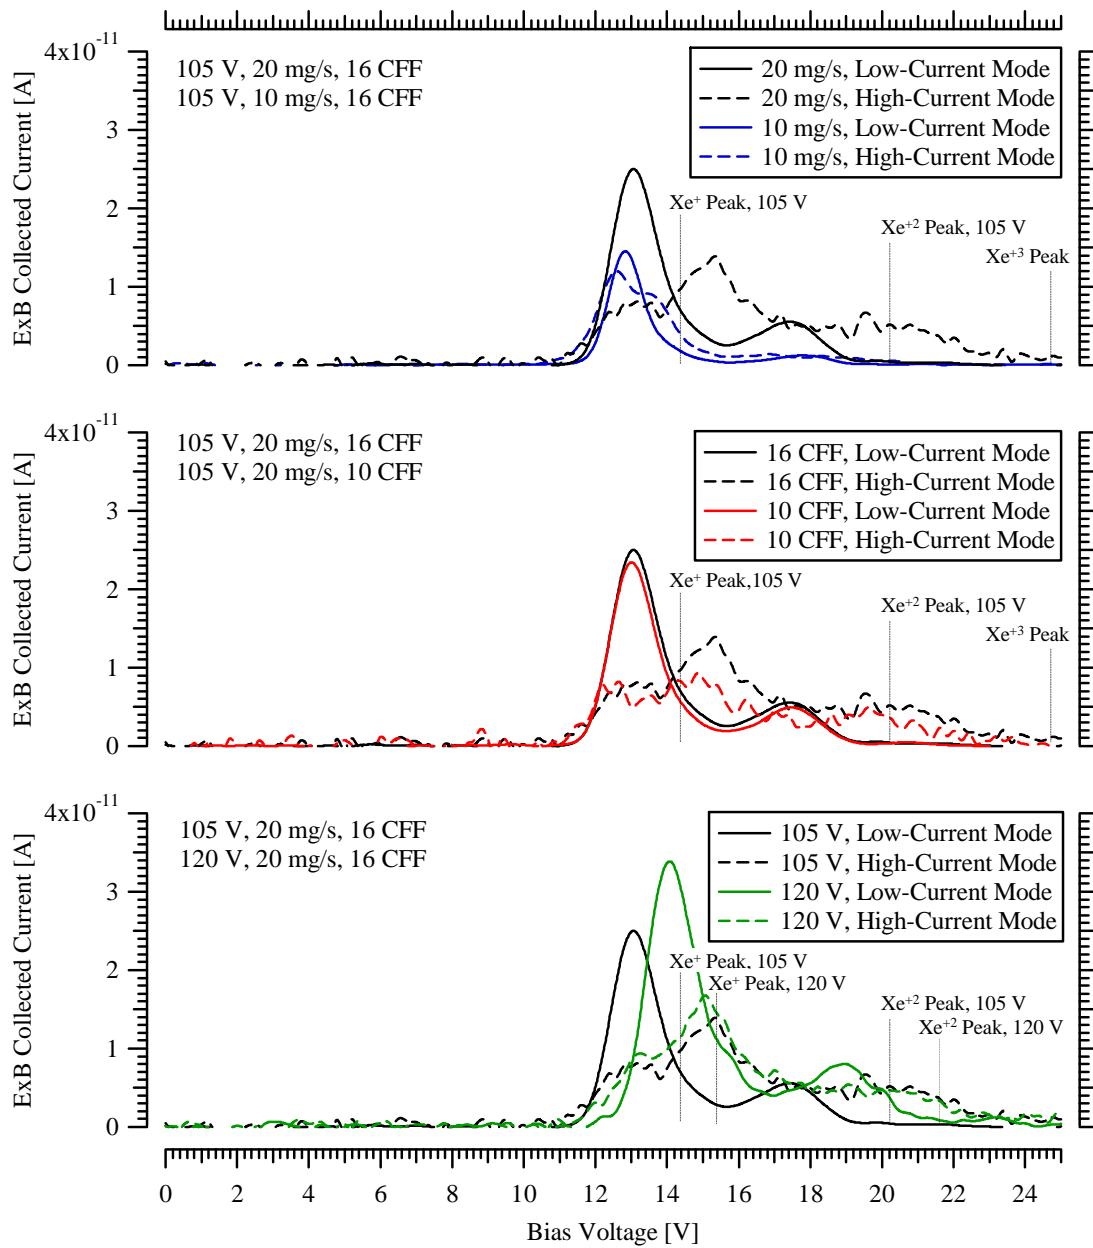 4x10-11
3
2
1
0
ExB Collected Current [A]
105 V, 20 mg/s, 16 CFF
105 V, 10 mg/s, 16 CFF
20 mg/s, Low-Current Mode
20 mg/s, High-Current Mode
10 mg/s, Low-Current Mode
10 mg/s, High-Current Mode
Xe+ Peak, 105 V
Xe+2 Peak, 105 V
Xe+3 Peak
4x10-11
3
2
1
0
ExB Collected Current [A]
105 V, 20 mg/s, 16 CFF
105 V, 20 mg/s, 10 CFF
16 CFF, Low-Current Mode
16 CFF, High-Current Mode
10 CFF, Low-Current Mode
10 CFF, High-Current Mode
Xe+ Peak,105 V
Xe+2 Peak, 105 V
Xe+3 Peak
4x10-11
3
2
1
0
ExB Collected Current [A]
105 V, 20 mg/s, 16 CFF
120 V, 20 mg/s, 16 CFF
105 V, Low-Current Mode
105 V, High-Current Mode
120 V, Low-Current Mode
120 V, High-Current Mode
Xe+ Peak, 105 V
Xe+ Peak, 120 V
Xe+2 Peak, 105 V
Xe+2 Peak, 120 V
0 2 4 6 8 10 12 14 16 18 20 22 24
Bias Voltage [V]